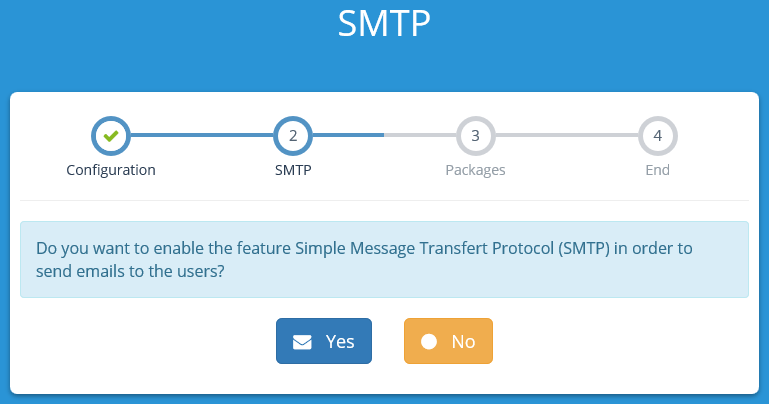 SMTP
2
3
4
Configuration
SMTP
Packages
End
Do you want to enable the feature Simple Message Transfert Protocol (SMTP) in order to
send emails to the users?
Yes
No